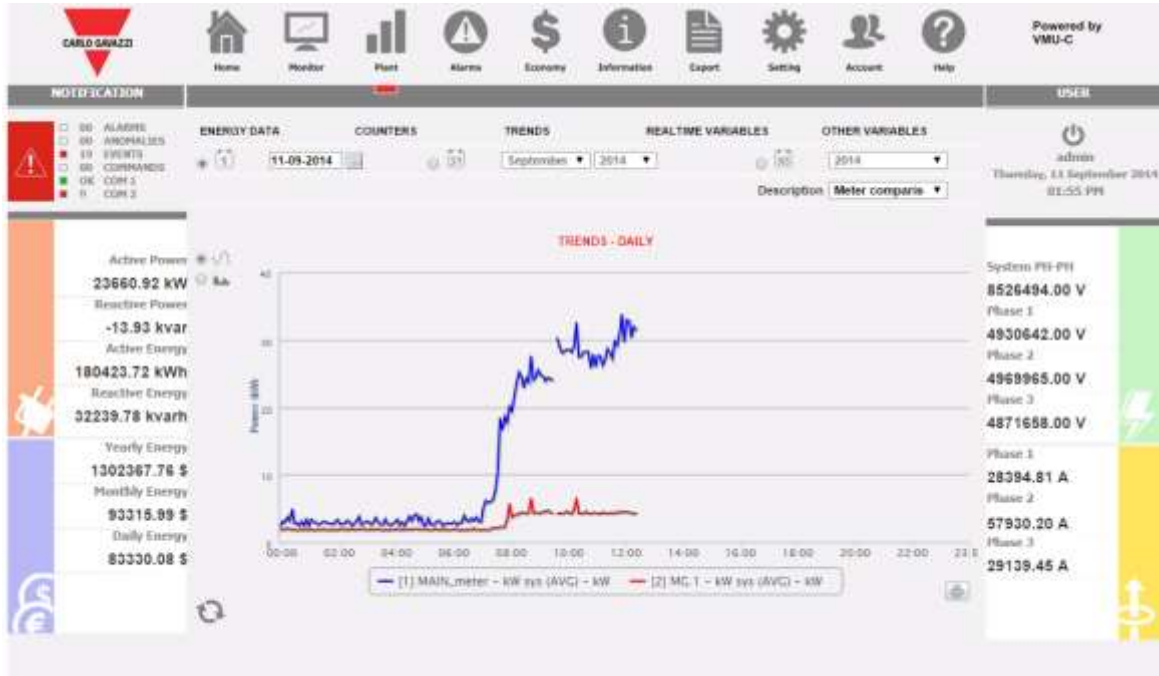 CARLO GAVAZZI
Home
Monitor
Plant
Alarms
Economy
Information
Export
Setting
Account
Help
Powered by
VMU-C
NOTIFICATION
USER
00 ALARMS
00 ANOMALIES
19 EVENTS
00 COMMANDS
OK COM 1
COM 2
ENERGY DATA
COUNTERS
TRENDS
REALTIME VARIABLES
OTHER VARIABLES
1
11-09-2014
31
September
2014
2014
Description
Meter comparis
admin
Thursday, 11 September 2014
01:55 PM
Active Power
23660.92 kW
Reactive Power
-13.93 kvar
Active Energy
180423.72 kWh
Reactive Energy
32239.78 kvarh
Yearly Energy
1302367.76 $
Monthly Energy
93315.99 $
Daily Energy
83330.08 $
TRENDS - DAILY
40
30
20
10
0
00:00
02:00
04:00
06:00
08:00
10:00
12:00
14:00
16:00
18:00
20:00
22:00
[1] MAIN_meter - kW sys (AVG) - kW
[2] MC 1 - kW sys (AVG) - kW
System PH-PH
8526494.00 V
Phase 1
4930642.00 V
Phase 2
4969965.00 V
Phase 3
4871658.00 V
Phase 1
28394.81 A
Phase 2
57930.20 A
Phase 3
29139.45 A
$
€